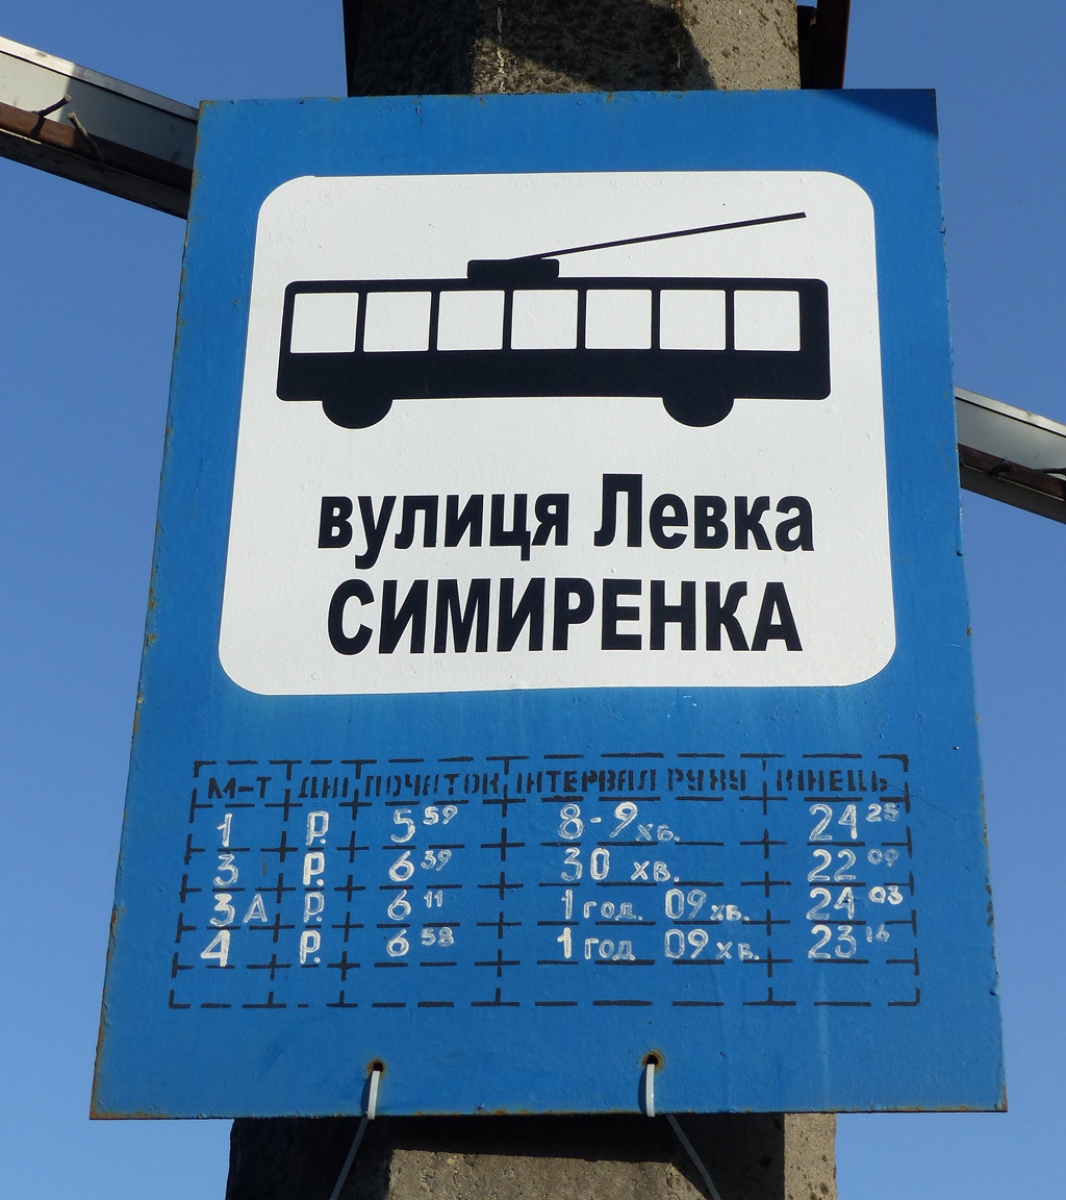 вулиця Левка
СИМИРЕНКА
М-Т ДНІ ПОЧАТОК ІНТЕРВАЛ РУХУ КІНЕЦЬ
1 Р. 5 59 8-9 хв. 24 25
3 Р. 6 39 30 хв. 22 09
3А Р. 6 11 1 год. 09 хв. 24 03
4 Р. 6 58 1 год 09 хв. 23 16